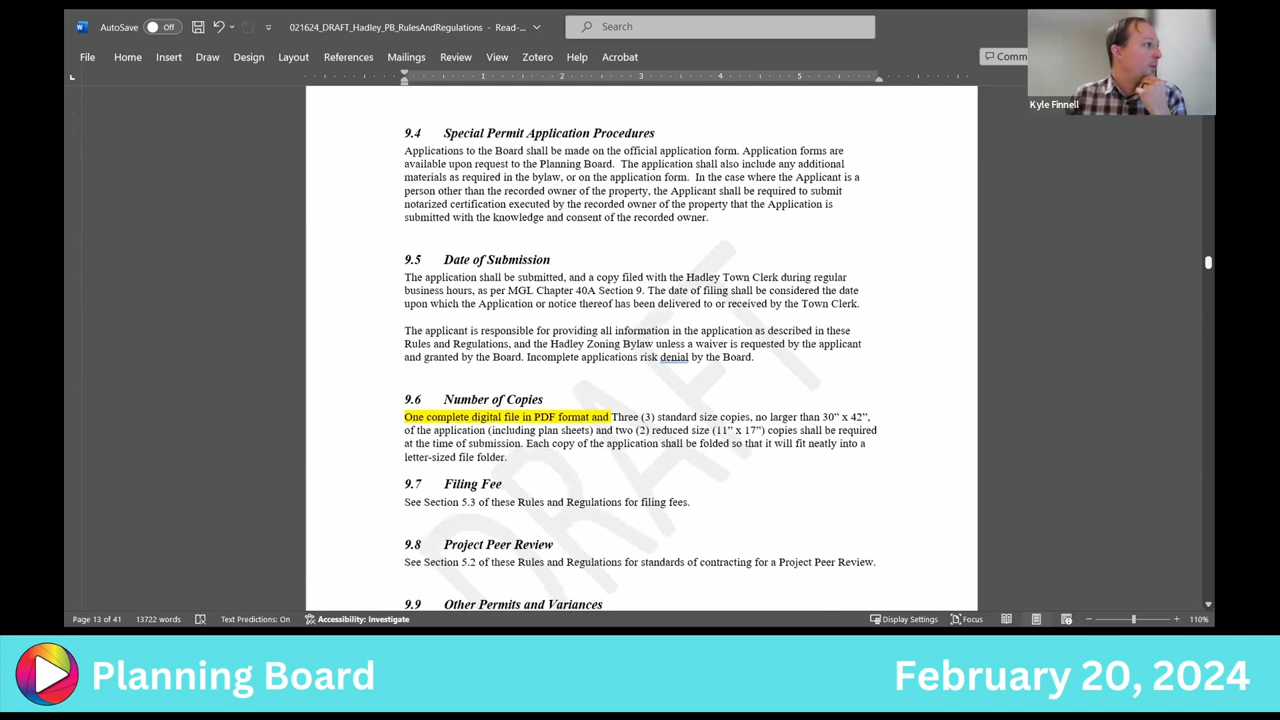 AutoSave Off 021624_DRAFT_Hadley_PB_RulesAndRegulations - Read-... Search
File Home Insert Draw Design Layout References Mailings Review View Zotero Help Acrobat Comm
1 2 3 4 5
Kyle Finnell
9.4 Special Permit Application Procedures
Applications to the Board shall be made on the official application form. Application forms are
available upon request to the Planning Board. The application shall also include any additional
materials as required in the bylaw, or on the application form. In the case where the Applicant is a
person other than the recorded owner of the property, the Applicant shall be required to submit
notarized certification executed by the recorded owner of the property that the Application is
submitted with the knowledge and consent of the recorded owner.
9.5 Date of Submission
The application shall be submitted, and a copy filed with the Hadley Town Clerk during regular
business hours, as per MGL Chapter 40A Section 9. The date of filing shall be considered the date
upon which the Application or notice thereof has been delivered to or received by the Town Clerk.
The applicant is responsible for providing all information in the application as described in these
Rules and Regulations, and the Hadley Zoning Bylaw unless a waiver is requested by the applicant
and granted by the Board. Incomplete applications risk denial by the Board.
9.6 Number of Copies
One complete digital file in PDF format and Three (3) standard size copies, no larger than 30” x 42”,
of the application (including plan sheets) and two (2) reduced size (11” x 17”) copies shall be required
at the time of submission. Each copy of the application shall be folded so that it will fit neatly into a
letter-sized file folder.
9.7 Filing Fee
See Section 5.3 of these Rules and Regulations for filing fees.
9.8 Project Peer Review
See Section 5.2 of these Rules and Regulations for standards of contracting for a Project Peer Review.
9.9 Other Permits and Variances
DRAFT
Page 13 of 41 13722 words Text Predictions: On Accessibility: Investigate Display Settings Focus 110%
Planning Board February 20, 2024